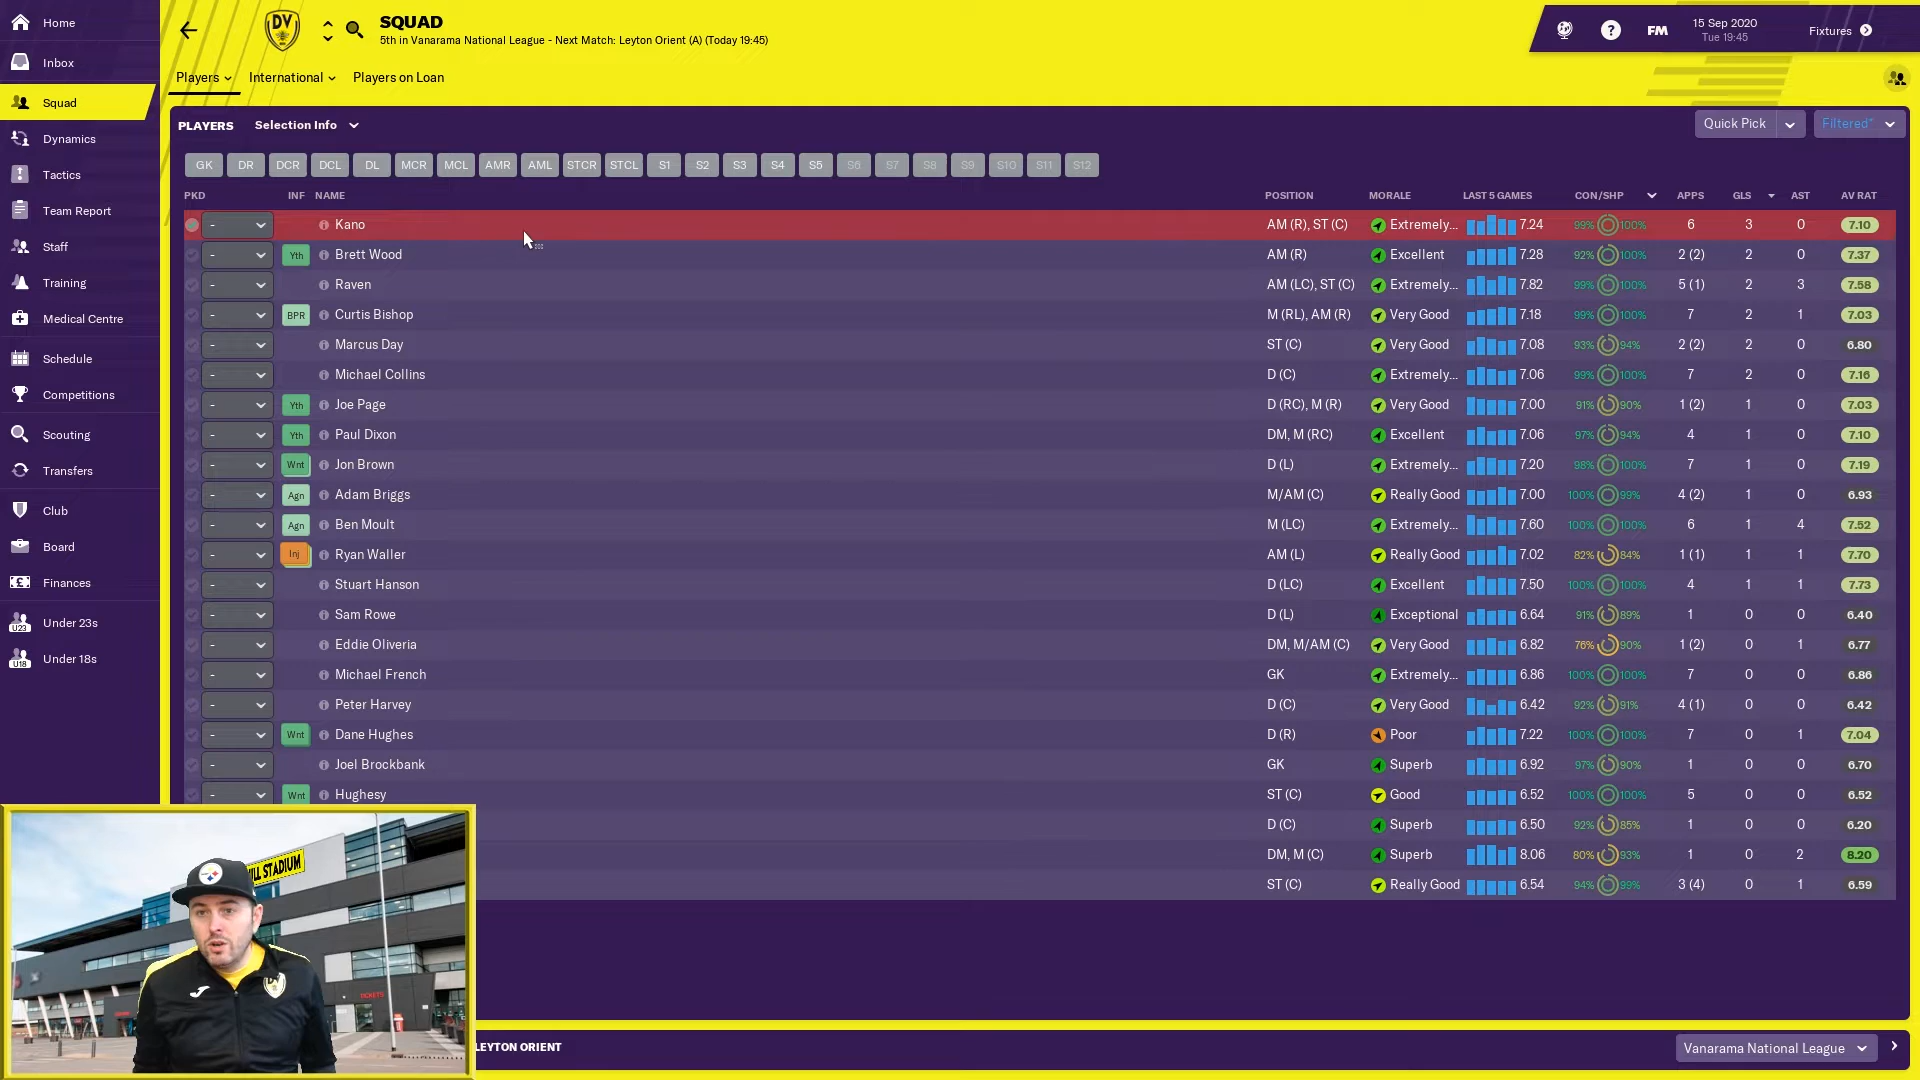 Home
Inbox
Squad
Dynamics
Tactics
Team Report
Staff
Training
Medical Centre
Schedule
Competitions
Scouting
Transfers
Club
Board
Finances
U23 Under 23s
U18 Under 18s
DV
SQUAD
5th in Vanarama National League - Next Match: Leyton Orient (A) (Today 19:45)
? FM 15 Sep 2020 Fixtures
Tue 19:45
Players International Players on Loan
PLAYERS Selection Info Quick Pick Filtered*
GK DR DCR DCL DL MCR MCL AMR AML STCR STCL S1 S2 S3 S4 S5 S6 S7 S8 S9 S10 S11 S12
PKD INF NAME POSITION MORALE LAST 5 GAMES CON/SHP APPS GLS AST AV RAT
- Kano AM (R), ST (C) Extremely... 7.24 99% 100% 6 3 0 7.10
- Yth Brett Wood AM (R) Excellent 7.28 92% 100% 2 (2) 2 0 7.37
- Raven AM (LC), ST (C) Extremely... 7.82 99% 100% 5 (1) 2 3 7.58
- BPR Curtis Bishop M (RL), AM (R) Very Good 7.18 99% 100% 7 2 1 7.03
- Marcus Day ST (C) Very Good 7.08 93% 94% 2 (2) 2 0 6.80
- Michael Collins D (C) Extremely... 7.06 99% 100% 7 2 0 7.16
- Yth Joe Page D (RC), M (R) Very Good 7.00 91% 90% 1 (2) 1 0 7.03
- Yth Paul Dixon DM, M (RC) Excellent 7.06 97% 94% 4 1 0 7.10
- Wnt Jon Brown D (L) Extremely... 7.20 98% 100% 7 1 0 7.19
- Agn Adam Briggs M/AM (C) Really Good 7.00 100% 99% 4 (2) 1 0 6.93
- Agn Ben Moult M (LC) Extremely... 7.60 100% 100% 6 1 4 7.52
- Inj Ryan Waller AM (L) Really Good 7.02 82% 84% 1 (1) 1 1 7.70
- Stuart Hanson D (LC) Excellent 7.50 100% 100% 4 1 1 7.73
- Sam Rowe D (L) Exceptional 6.64 91% 89% 1 0 0 6.40
- Eddie Oliveria DM, M/AM (C) Very Good 6.82 76% 90% 1 (2) 0 1 6.77
- Michael French GK Extremely... 6.86 100% 100% 7 0 0 6.86
- Peter Harvey D (C) Very Good 6.42 92% 91% 4 (1) 0 0 6.42
- Wnt Dane Hughes D (R) Poor 7.22 100% 100% 7 0 1 7.04
- Joel Brockbank GK Superb 6.92 97% 90% 1 0 0 6.70
- Wnt Hughesy ST (C) Good 6.52 100% 100% 5 0 0 6.52
D (C) Superb 6.50 92% 85% 1 0 0 6.20
DM, M (C) Superb 8.06 80% 93% 1 0 2 8.20
ST (C) Really Good 6.54 94% 99% 3 (4) 0 1 6.59
STADIUM
TICKETS
LEYTON ORIENT Vanarama National League